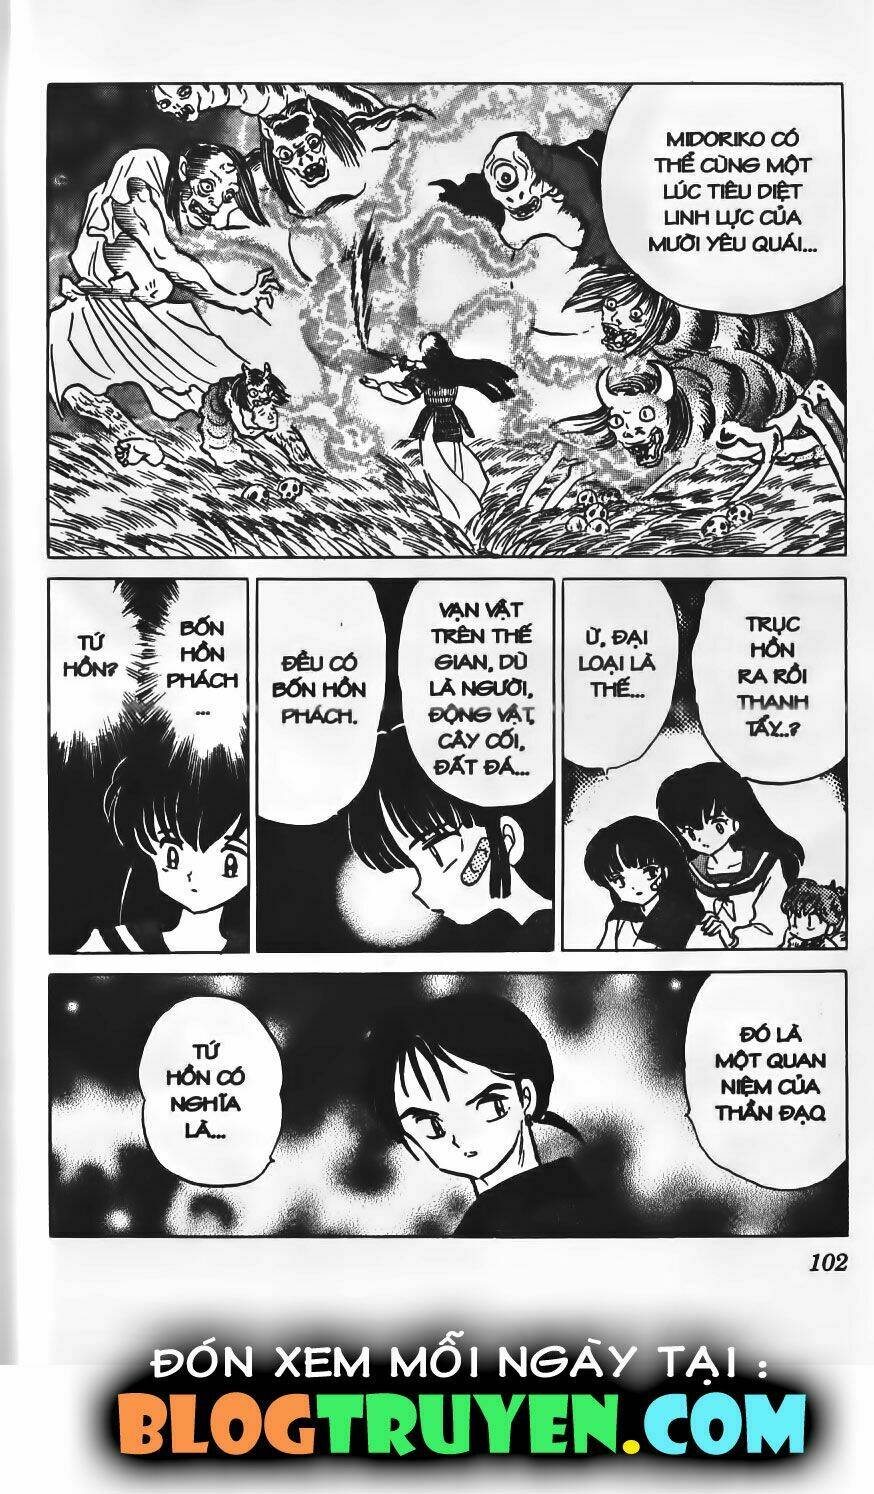 MIDORIKO CÓ
THỂ CÙNG MỘT
LÚC TIÊU DIỆT
LINH LỰC CỦA
MƯỜI YÊU QUÁI...
TRỤC
HỒN
RA RỒI
THANH
TẨY..?
Ừ, ĐẠI
LOẠI LÀ
THẾ...
VẠN VẬT
TRÊN THẾ
GIAN, DÙ
LÀ NGƯỜI,
ĐỘNG VẬT,
CÂY CỐI,
ĐẤT ĐÁ...
ĐỀU CÓ
BỐN HỒN
PHÁCH.
BỐN
HỒN
PHÁCH
...
TỨ
HỒN?
ĐÓ LÀ
MỘT QUAN
NIỆM CỦA
THẦN ĐẠO.
TỨ
HỒN CÓ
NGHĨA
LÀ...
102
ĐÓN XEM MỖI NGÀY TẠI :
BLOGTRUYEN.COM